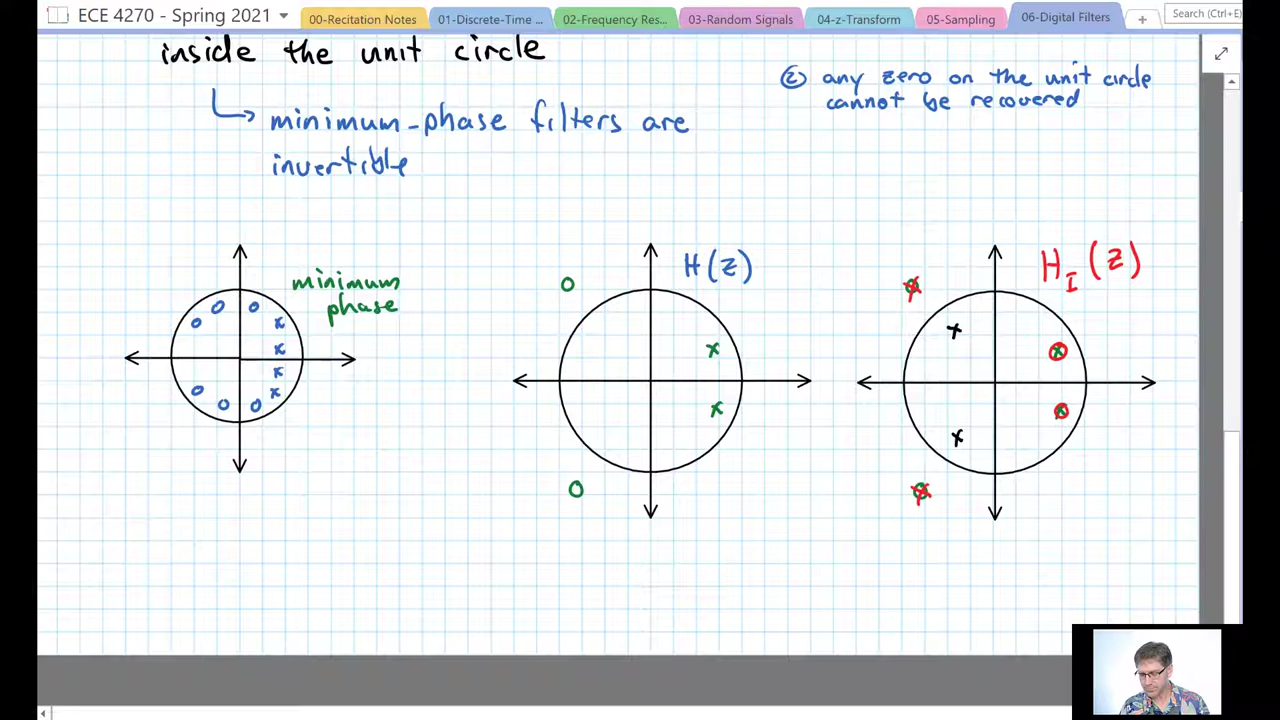 ECE 4270 - Spring 2021
00-Recitation Notes
01-Discrete-Time ...
02-Frequency Res...
03-Random Signals
04-z-Transform
05-Sampling
06-Digital Filters
Search (Ctrl+E)
inside the unit circle
minimum-phase filters are
invertible
② any zero on the unit circle
cannot be recovered
minimum
phase
H(z)
H_I(z)